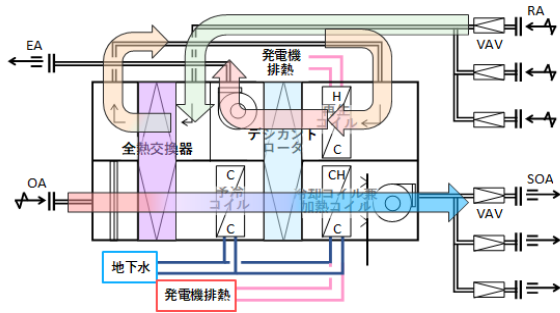 RA
VAV
EA
発電機
排熱
H
再生
コイル
C
デシカント
ロータ
全熱交換器
OA
C
予冷
コイル
C
CH
冷却コイル兼
加熱コイル
C
SOA
VAV
地下水
発電機排熱